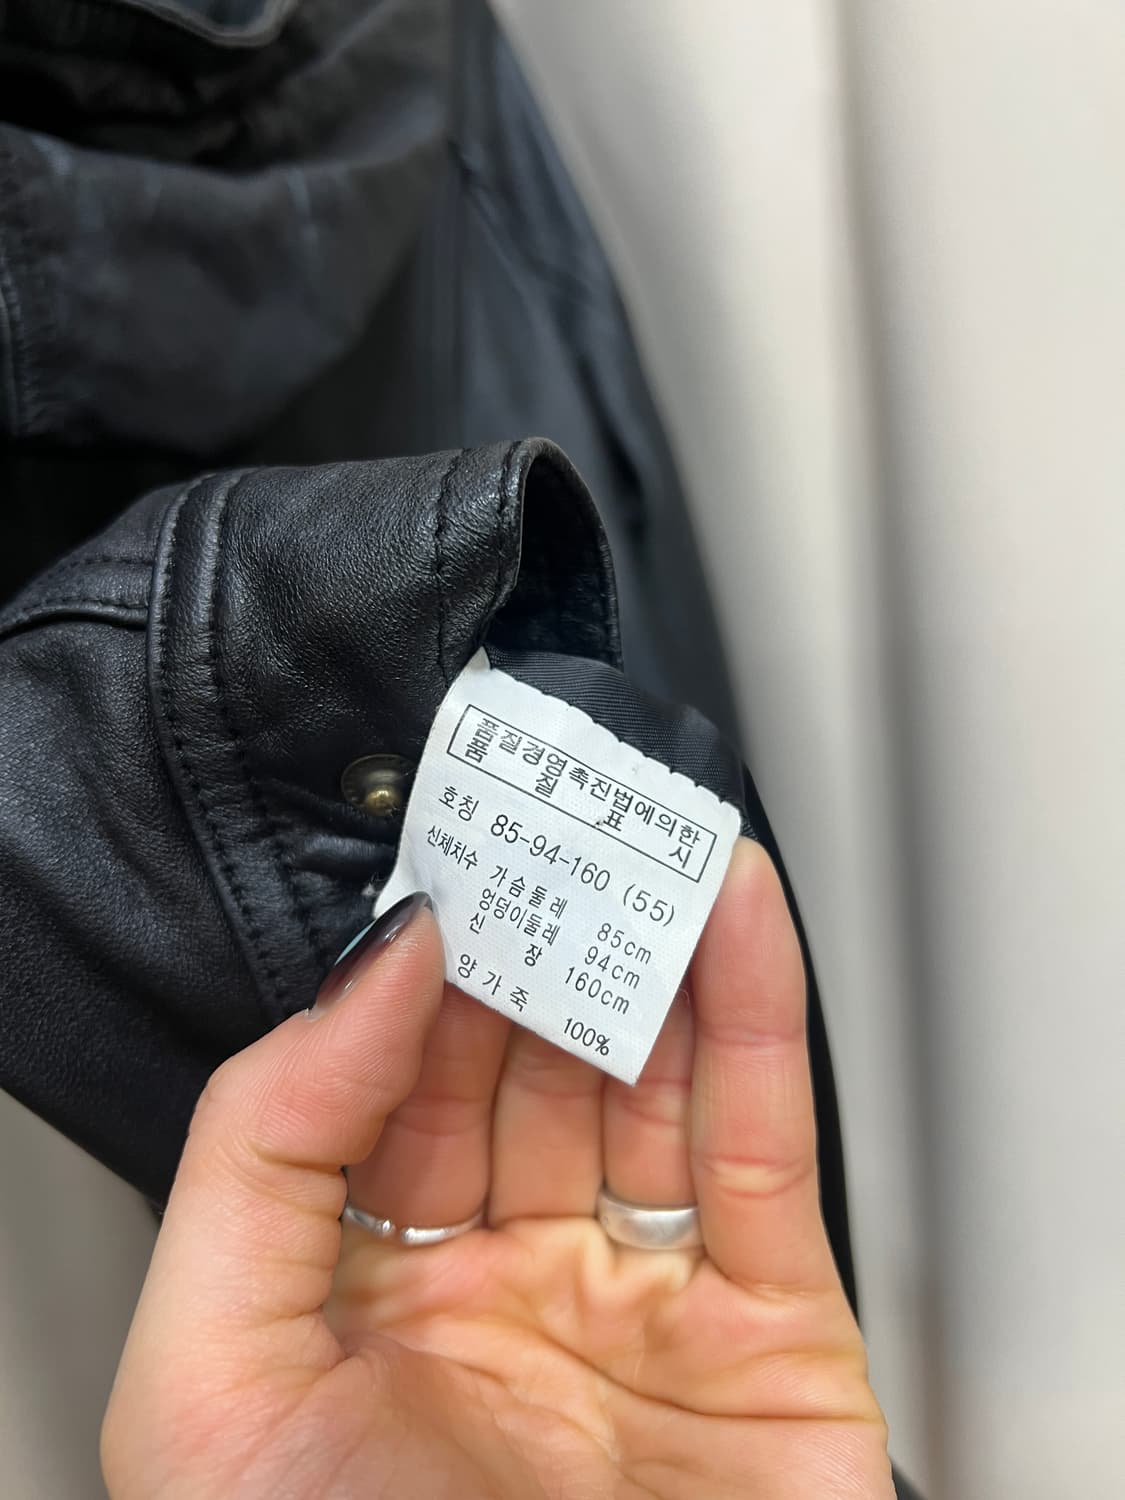 품질경영촉진법에의한
품 질 표 시
호칭 85-94-160 (55)
신체치수 가슴둘레 85cm
엉덩이둘레 94cm
신 장 160cm
양가죽 100%